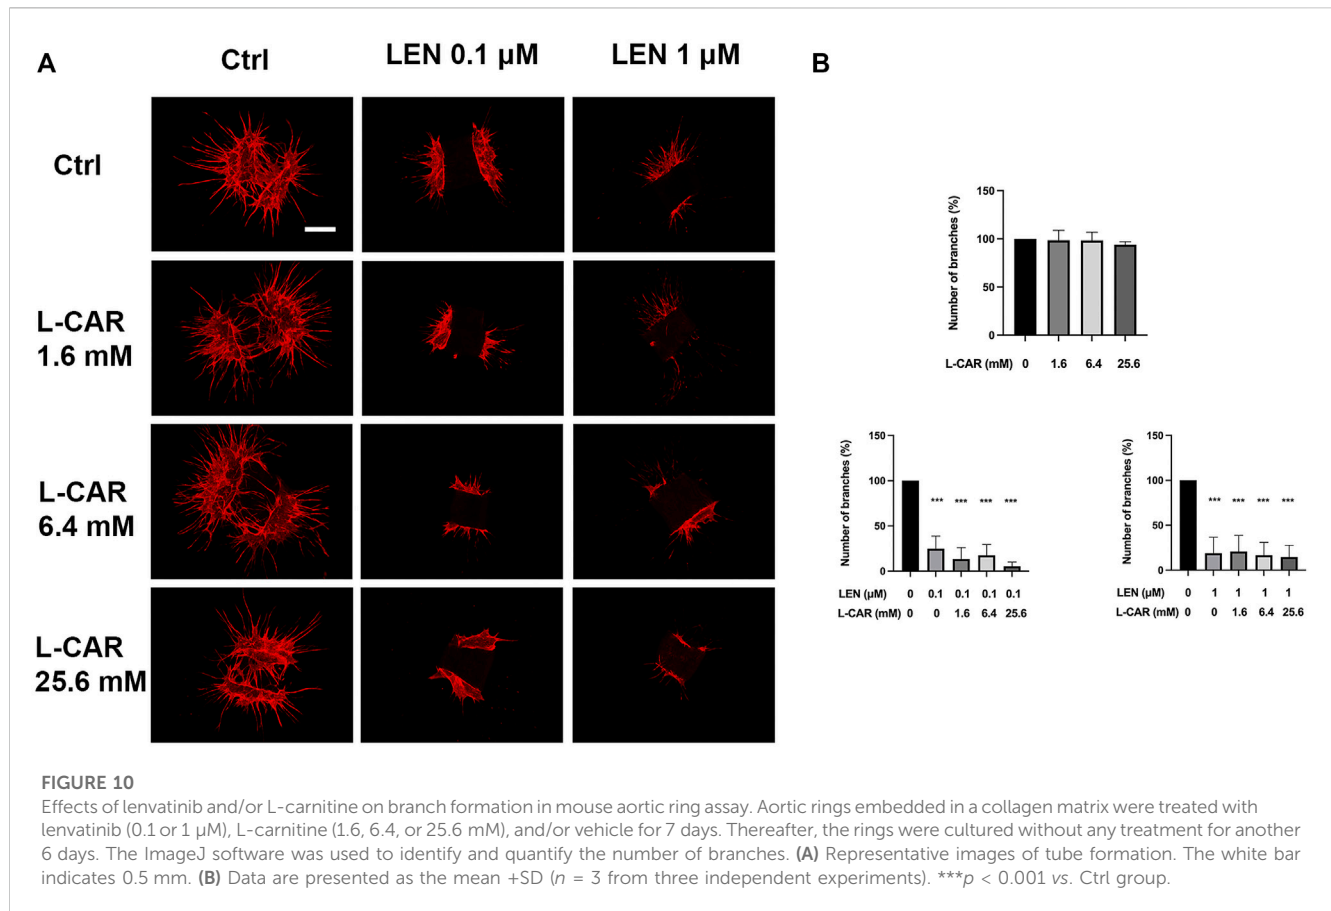 A
Ctrl LEN 0.1 µM LEN 1 µM
Ctrl
L-CAR
1.6 mM
L-CAR
6.4 mM
L-CAR
25.6 mM
B
Number of branches (%)
150
100
50
0
L-CAR (mM) 0 1.6 6.4 25.6
Number of branches (%)
150
100
50
0
*** *** *** ***
LEN (µM) 0 0.1 0.1 0.1 0.1
L-CAR (mM) 0 0 1.6 6.4 25.6
Number of branches (%)
150
100
50
0
*** *** *** ***
LEN (µM) 0 1 1 1 1
L-CAR (mM) 0 0 1.6 6.4 25.6
FIGURE 10
Effects of lenvatinib and/or L-carnitine on branch formation in mouse aortic ring assay. Aortic rings embedded in a collagen matrix were treated with
lenvatinib (0.1 or 1 µM), L-carnitine (1.6, 6.4, or 25.6 mM), and/or vehicle for 7 days. Thereafter, the rings were cultured without any treatment for another
6 days. The ImageJ software was used to identify and quantify the number of branches. (A) Representative images of tube formation. The white bar
indicates 0.5 mm. (B) Data are presented as the mean +SD (n = 3 from three independent experiments). ***p < 0.001 vs. Ctrl group.